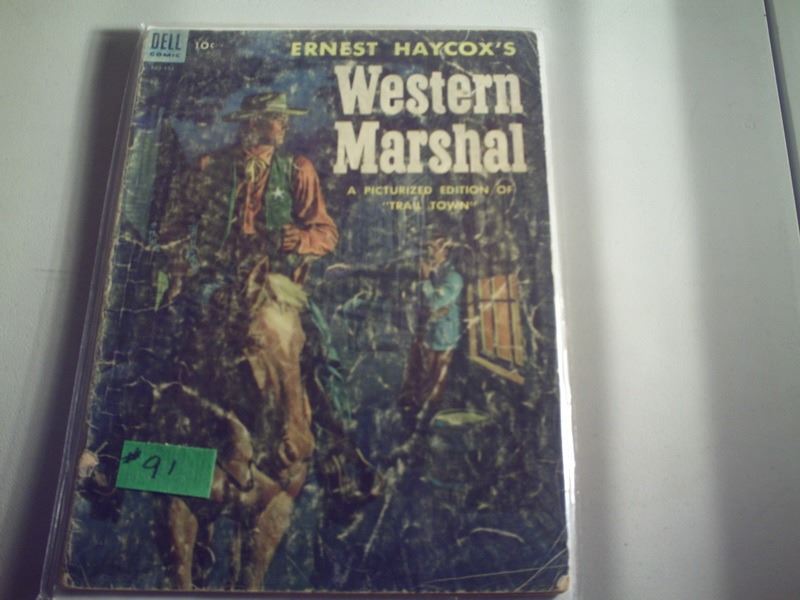 DELL
COMIC
10¢
ERNEST HAYCOX'S
Western
Marshal
A PICTURIZED EDITION OF
"TRAIL TOWN"
#91